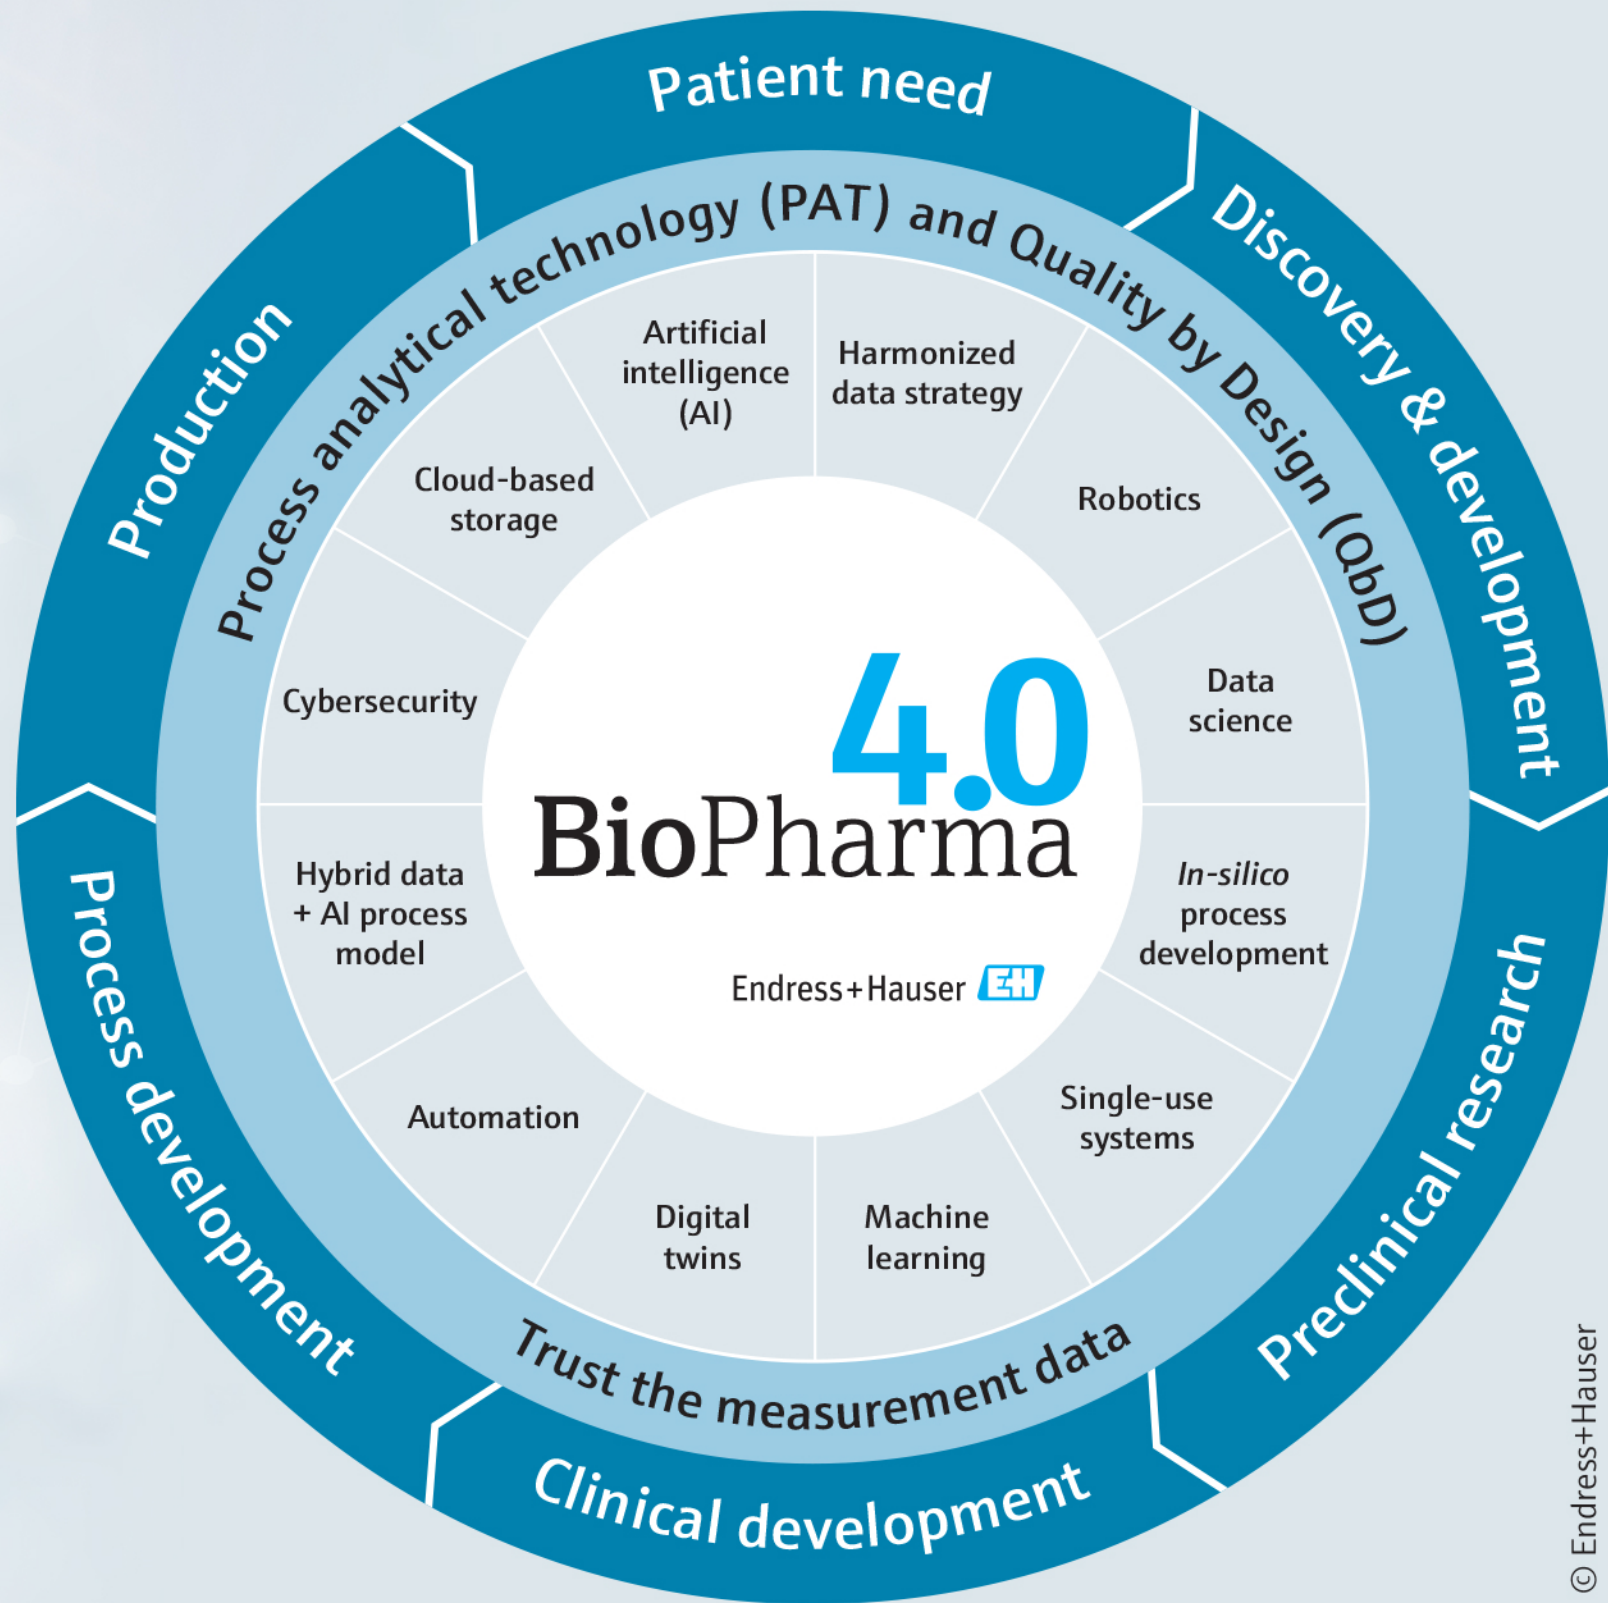 Patient need
Discovery & development
Preclinical research
Clinical development
Process development
Production
Process analytical technology (PAT) and Quality by Design (QbD)
Trust the measurement data
Harmonized
data strategy
Robotics
Data
science
In-silico
process
development
Single-use
systems
Machine
learning
Digital
twins
Automation
Hybrid data
+ AI process
model
Cybersecurity
Cloud-based
storage
Artificial
intelligence
(AI)
4.0
BioPharma
Endress+Hauser EH
© Endress+Hauser